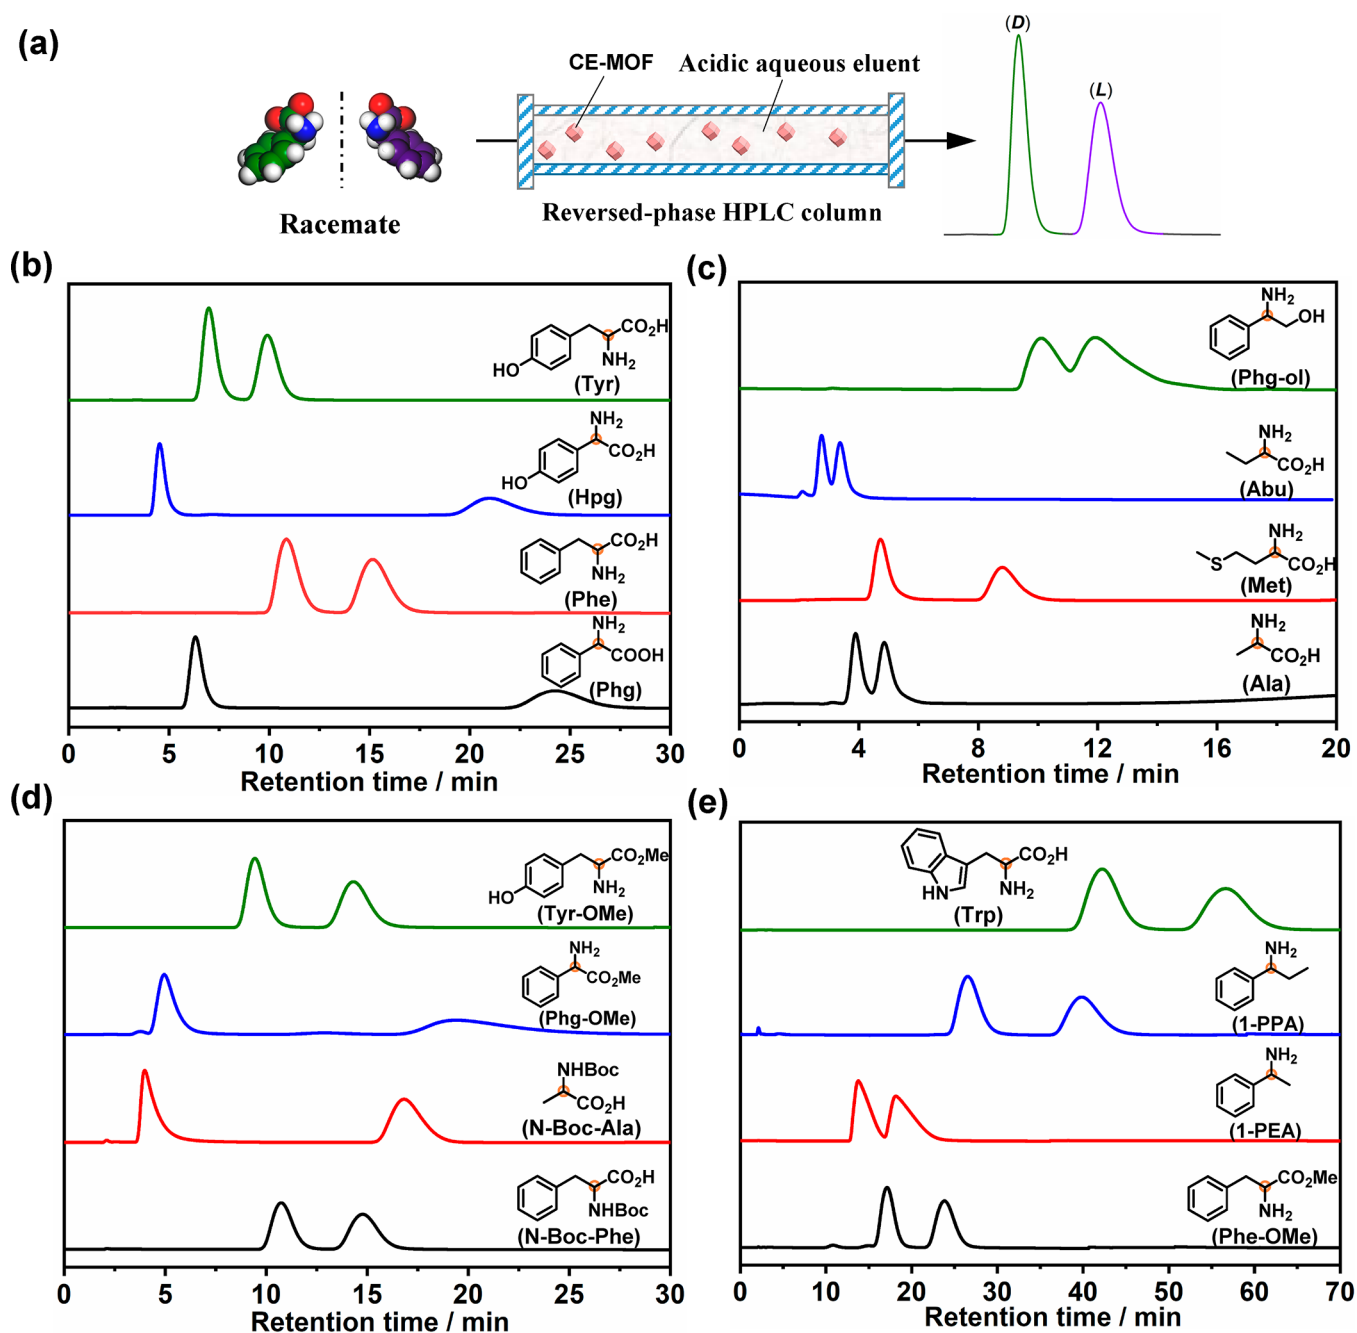 (a)
Racemate
CE-MOF
Acidic aqueous eluent
Reversed-phase HPLC column
(D)
(L)
(b)
CO₂H
NH₂
HO
(Tyr)
NH₂
CO₂H
HO
(Hpg)
CO₂H
NH₂
(Phe)
NH₂
COOH
(Phg)
0 5 10 15 20 25 30
Retention time / min
(c)
NH₂
OH
(Phg-ol)
NH₂
CO₂H
(Abu)
NH₂
S
CO₂H
(Met)
NH₂
CO₂H
(Ala)
0 4 8 12 16 20
Retention time / min
(d)
CO₂Me
NH₂
HO
(Tyr-OMe)
NH₂
CO₂Me
(Phg-OMe)
NHBoc
CO₂H
(N-Boc-Ala)
CO₂H
NHBoc
(N-Boc-Phe)
0 5 10 15 20 25 30
Retention time / min
(e)
CO₂H
HN
NH₂
(Trp)
NH₂
(1-PPA)
NH₂
(1-PEA)
CO₂Me
NH₂
(Phe-OMe)
0 10 20 30 40 50 60 70
Retention time / min